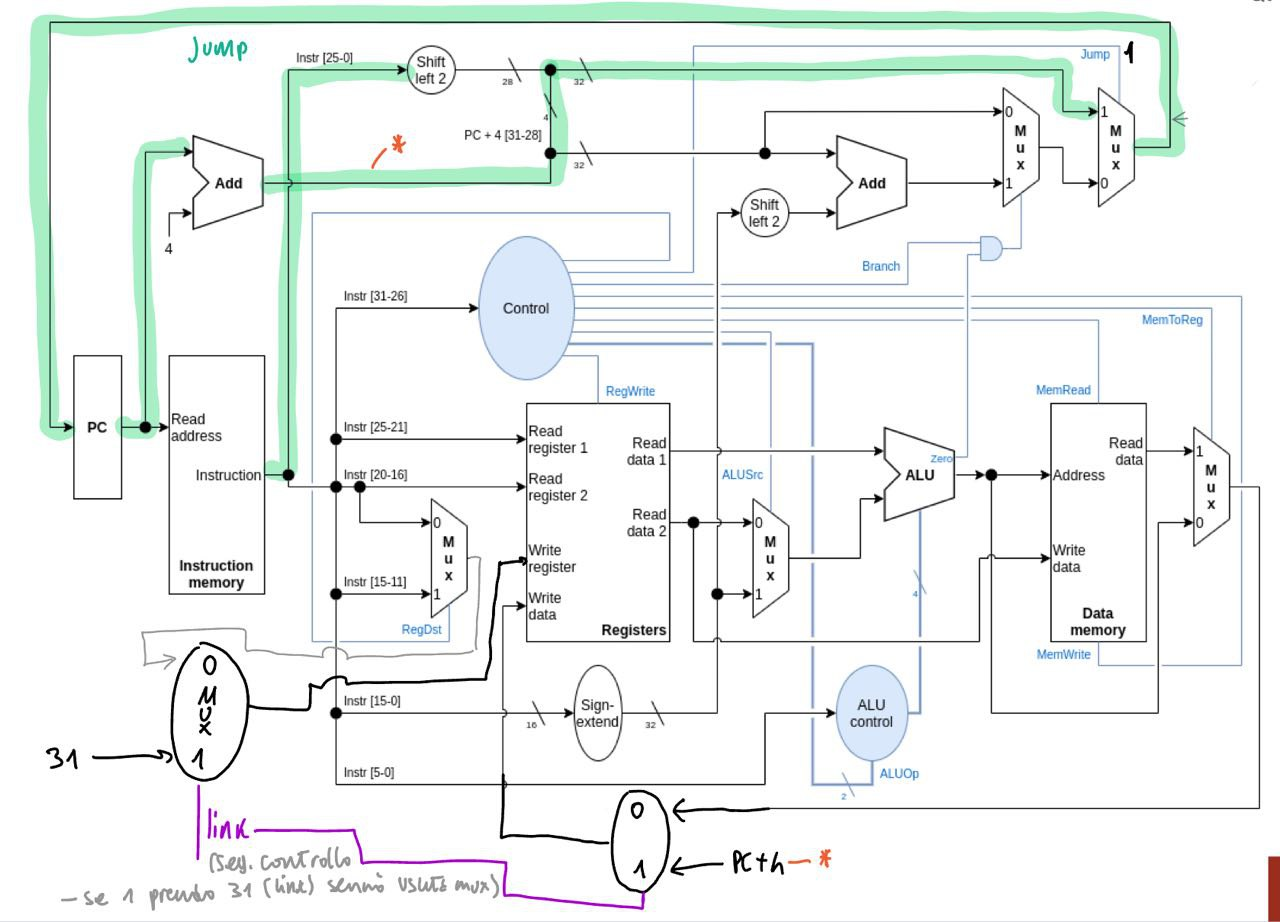 Jump
Instr [25-0]
Shift
left 2
28
32
Jump
1
4
PC + 4 [31-28]
32
*
Add
4
0
M
u
x
1
1
M
u
x
0
Add
Shift
left 2
Branch
Instr [31-26]
Control
MemToReg
RegWrite
MemRead
PC
Read
address
Instruction
Instruction
memory
Instr [25-21]
Instr [20-16]
Instr [15-11]
0
M
u
x
1
RegDst
Read
register 1
Read
register 2
Write
register
Write
data
Read
data 1
Read
data 2
Registers
ALUSrc
0
M
u
x
1
Zero
ALU
4
Address
Write
data
Read
data
Data
memory
MemWrite
1
M
u
x
0
0
MUX
1
31
Instr [15-0]
16
Sign-
extend
32
ALU
control
Instr [5-0]
ALUOp
2
link
(seg. controllo
- se 1 prendo 31 (link) sennò uscita mux)
0
1
PC+4 - *